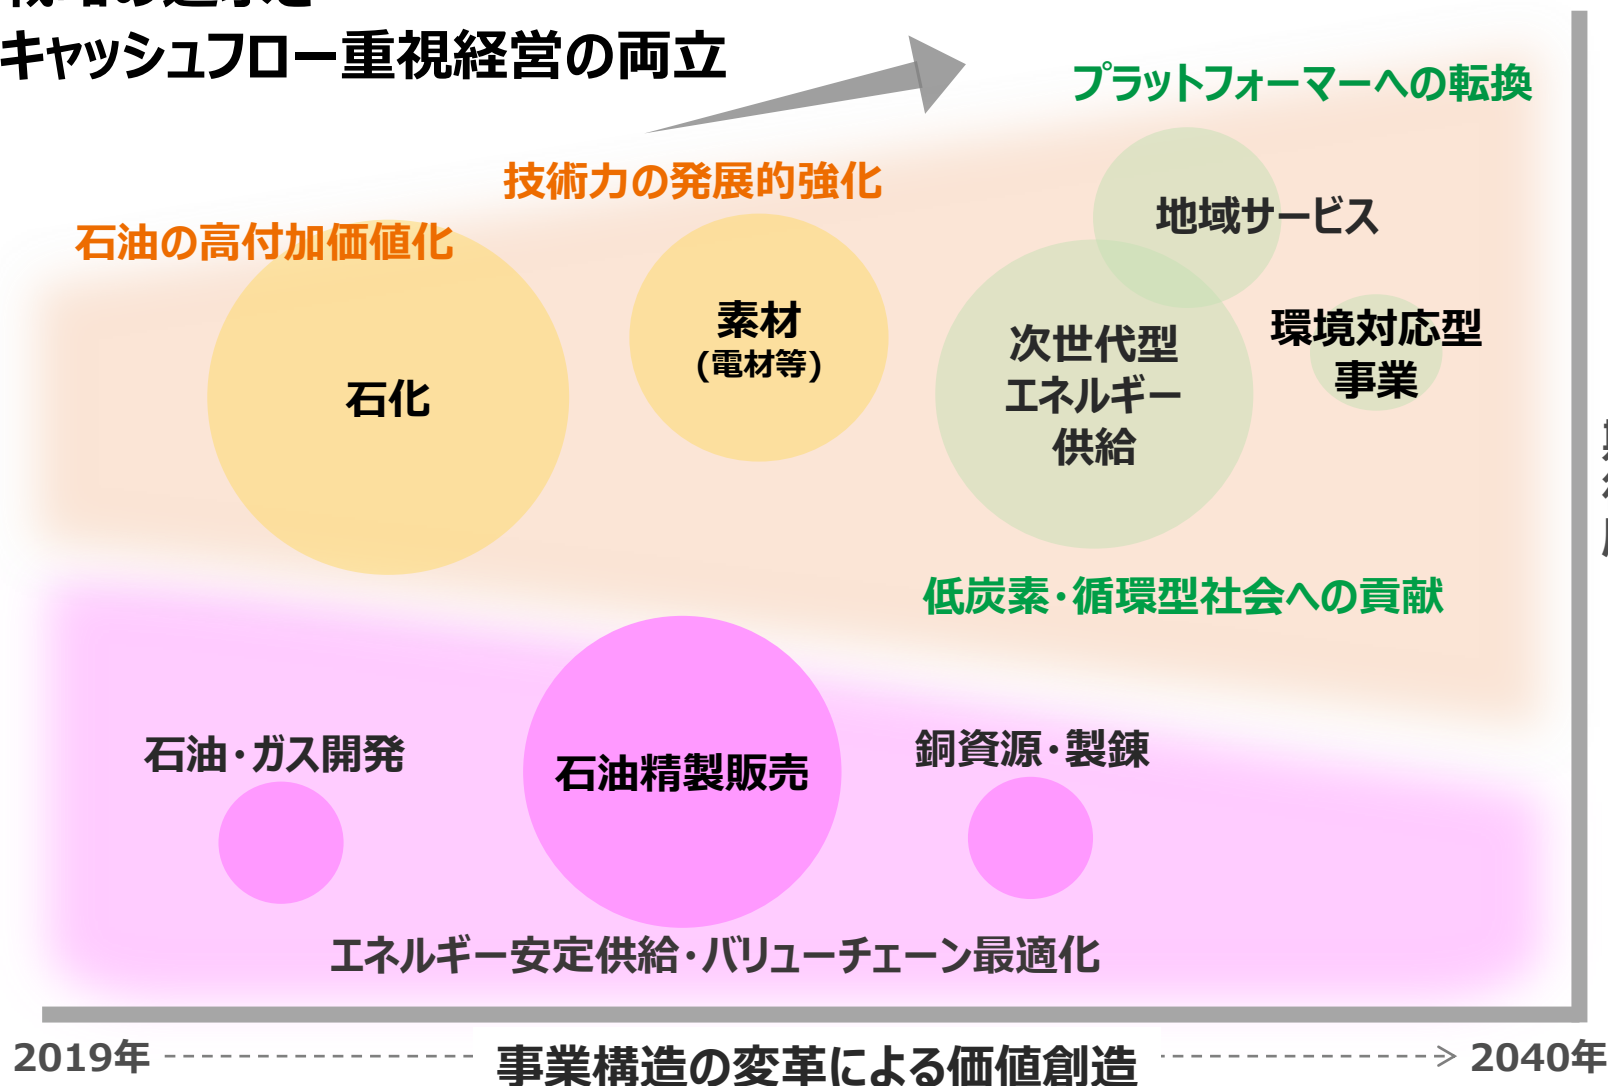 キャッシュフロー重視経営の両立
プラットフォーマーへの転換
技術力の発展的強化
石油の高付加価値化
地域サービス
素材
(電材等)
石化
次世代型
エネルギー
供給
環境対応型
事業
低炭素・循環型社会への貢献
石油・ガス開発
石油精製販売
銅資源・製錬
エネルギー安定供給・バリューチェーン最適化
2019年
事業構造の変革による価値創造
2040年